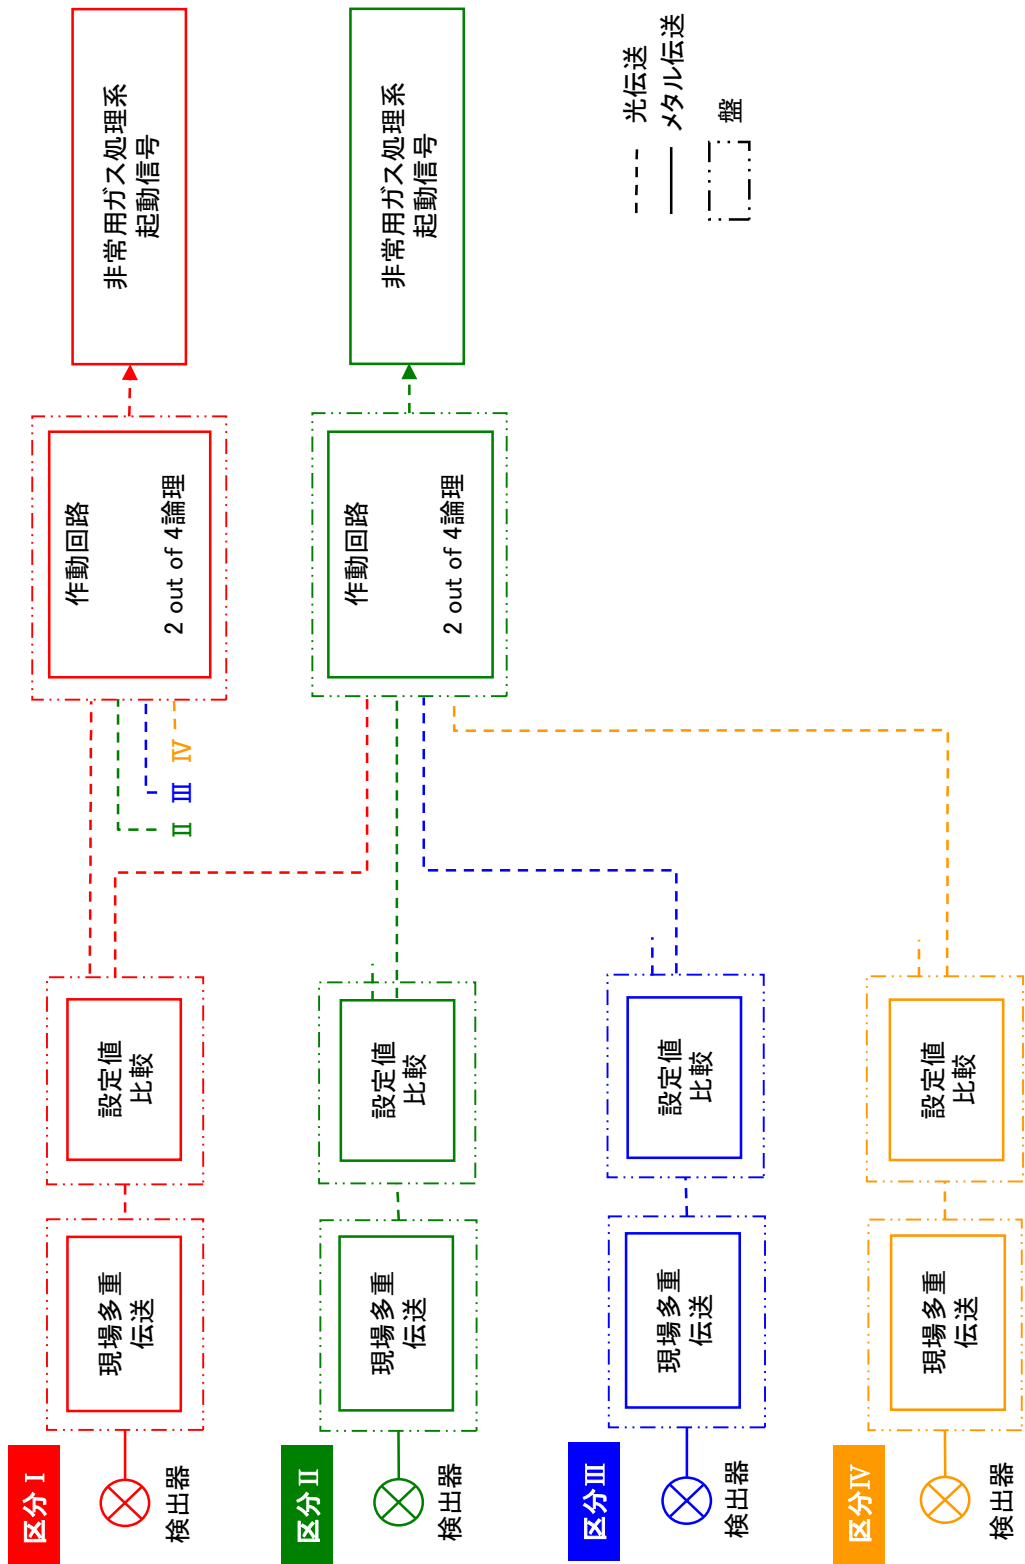 区分Ⅰ
検出器
現場多重
伝送
設定値
比較
作動回路
2 out of 4論理
非常用ガス処理系
起動信号
Ⅱ
Ⅲ
Ⅳ
区分Ⅱ
検出器
現場多重
伝送
設定値
比較
作動回路
2 out of 4論理
非常用ガス処理系
起動信号
区分Ⅲ
検出器
現場多重
伝送
設定値
比較
区分Ⅳ
検出器
現場多重
伝送
設定値
比較
光伝送
メタル伝送
盤